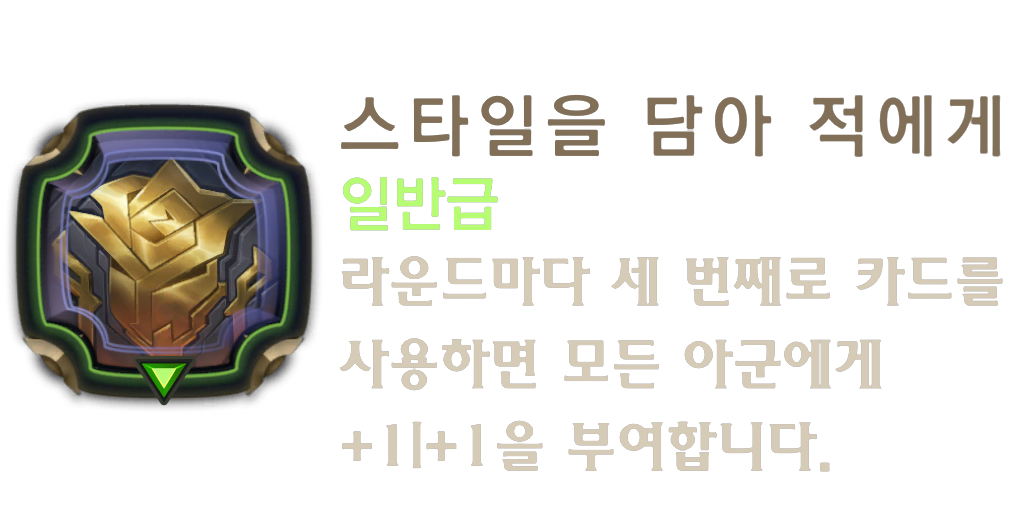 스타일을 담아 적에게
일반급
라운드마다 세 번째로 카드를
사용하면 모든 아군에게
+1|+1을 부여합니다.